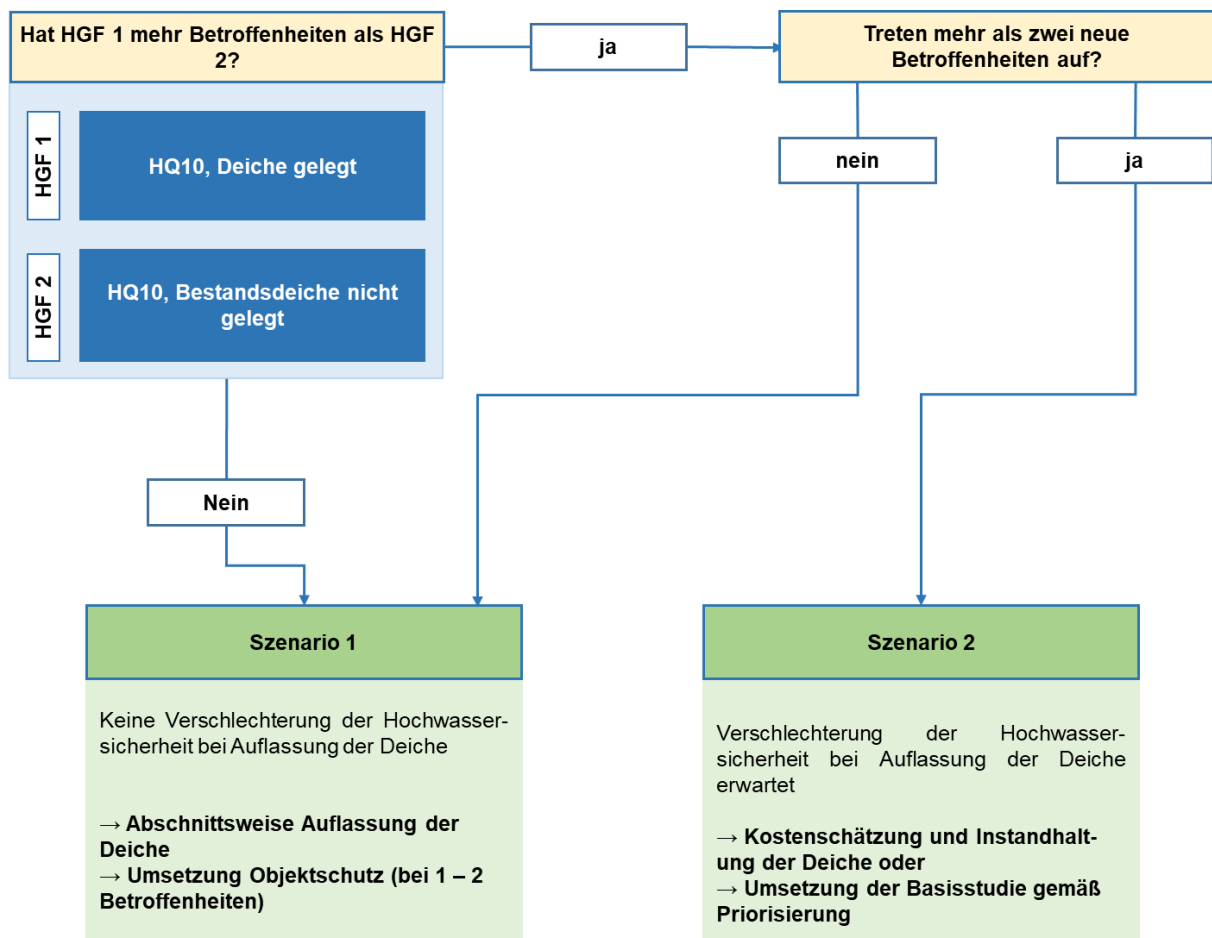 Hat HGF 1 mehr Betroffenheiten als HGF
2?
ja
Treten mehr als zwei neue
Betroffenheiten auf?
HGF 1
HQ10, Deiche gelegt
nein
ja
HGF 2
HQ10, Bestandsdeiche nicht
gelegt
Nein
Szenario 1
Keine Verschlechterung der Hochwasser-
sicherheit bei Auflassung der Deiche
→ Abschnittsweise Auflassung der
Deiche
→ Umsetzung Objektschutz (bei 1 – 2
Betroffenheiten)
Szenario 2
Verschlechterung der Hochwasser-
sicherheit bei Auflassung der Deiche
erwartet
→ Kostenschätzung und Instandhalt-
ung der Deiche oder
→ Umsetzung der Basisstudie gemäß
Priorisierung